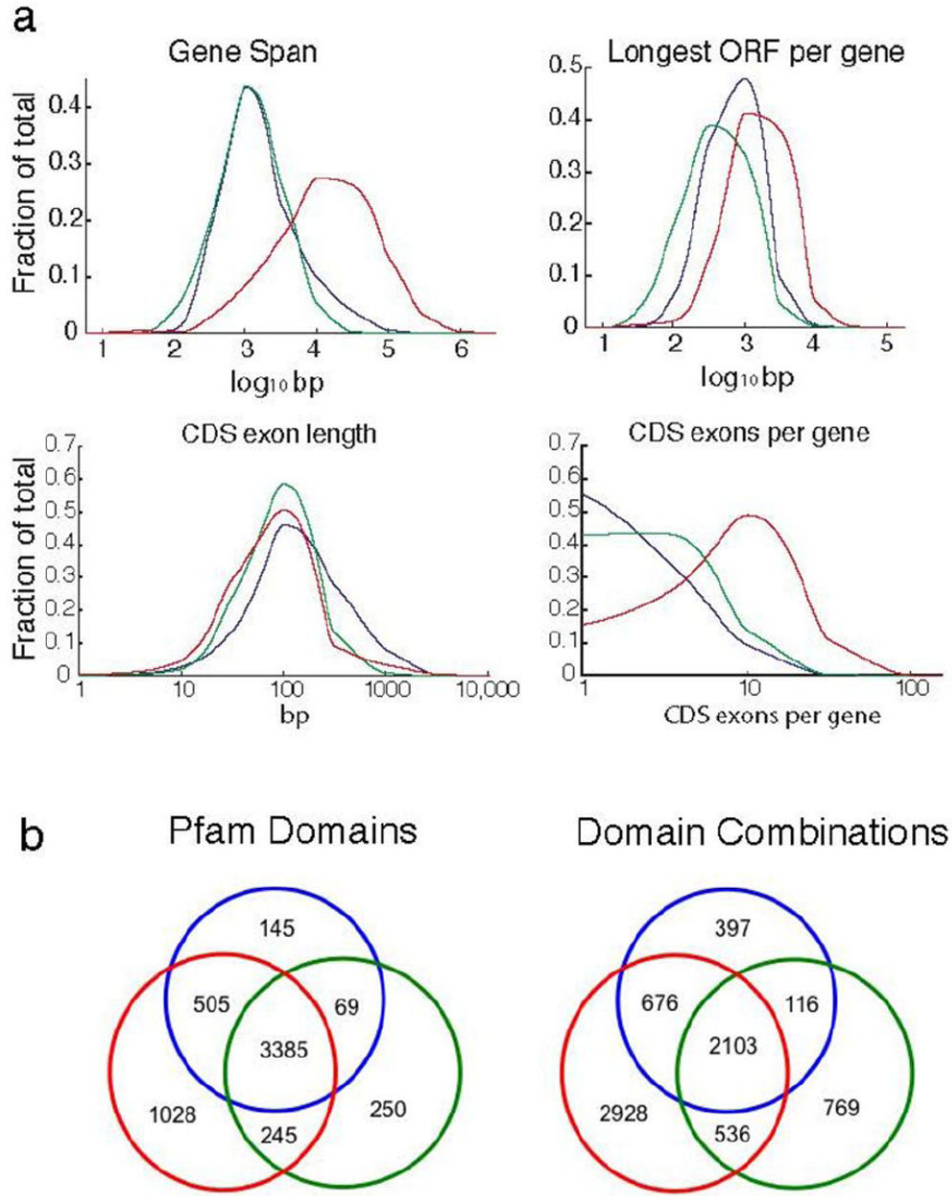 a
Gene Span
Fraction of total
0.4
0.3
0.2
0.1
0
1 2 3 4 5 6
log10 bp
Longest ORF per gene
0.5
0.4
0.3
0.2
0.1
0
1 2 3 4 5
log10 bp
CDS exon length
Fraction of total
0.7
0.6
0.5
0.4
0.3
0.2
0.1
0
1 10 100 1000 10,000
bp
CDS exons per gene
0.7
0.6
0.5
0.4
0.3
0.2
0.1
0
1 10 100
CDS exons per gene
b
Pfam Domains
145
505
69
3385
1028
250
245
Domain Combinations
397
676
116
2103
2928
769
536